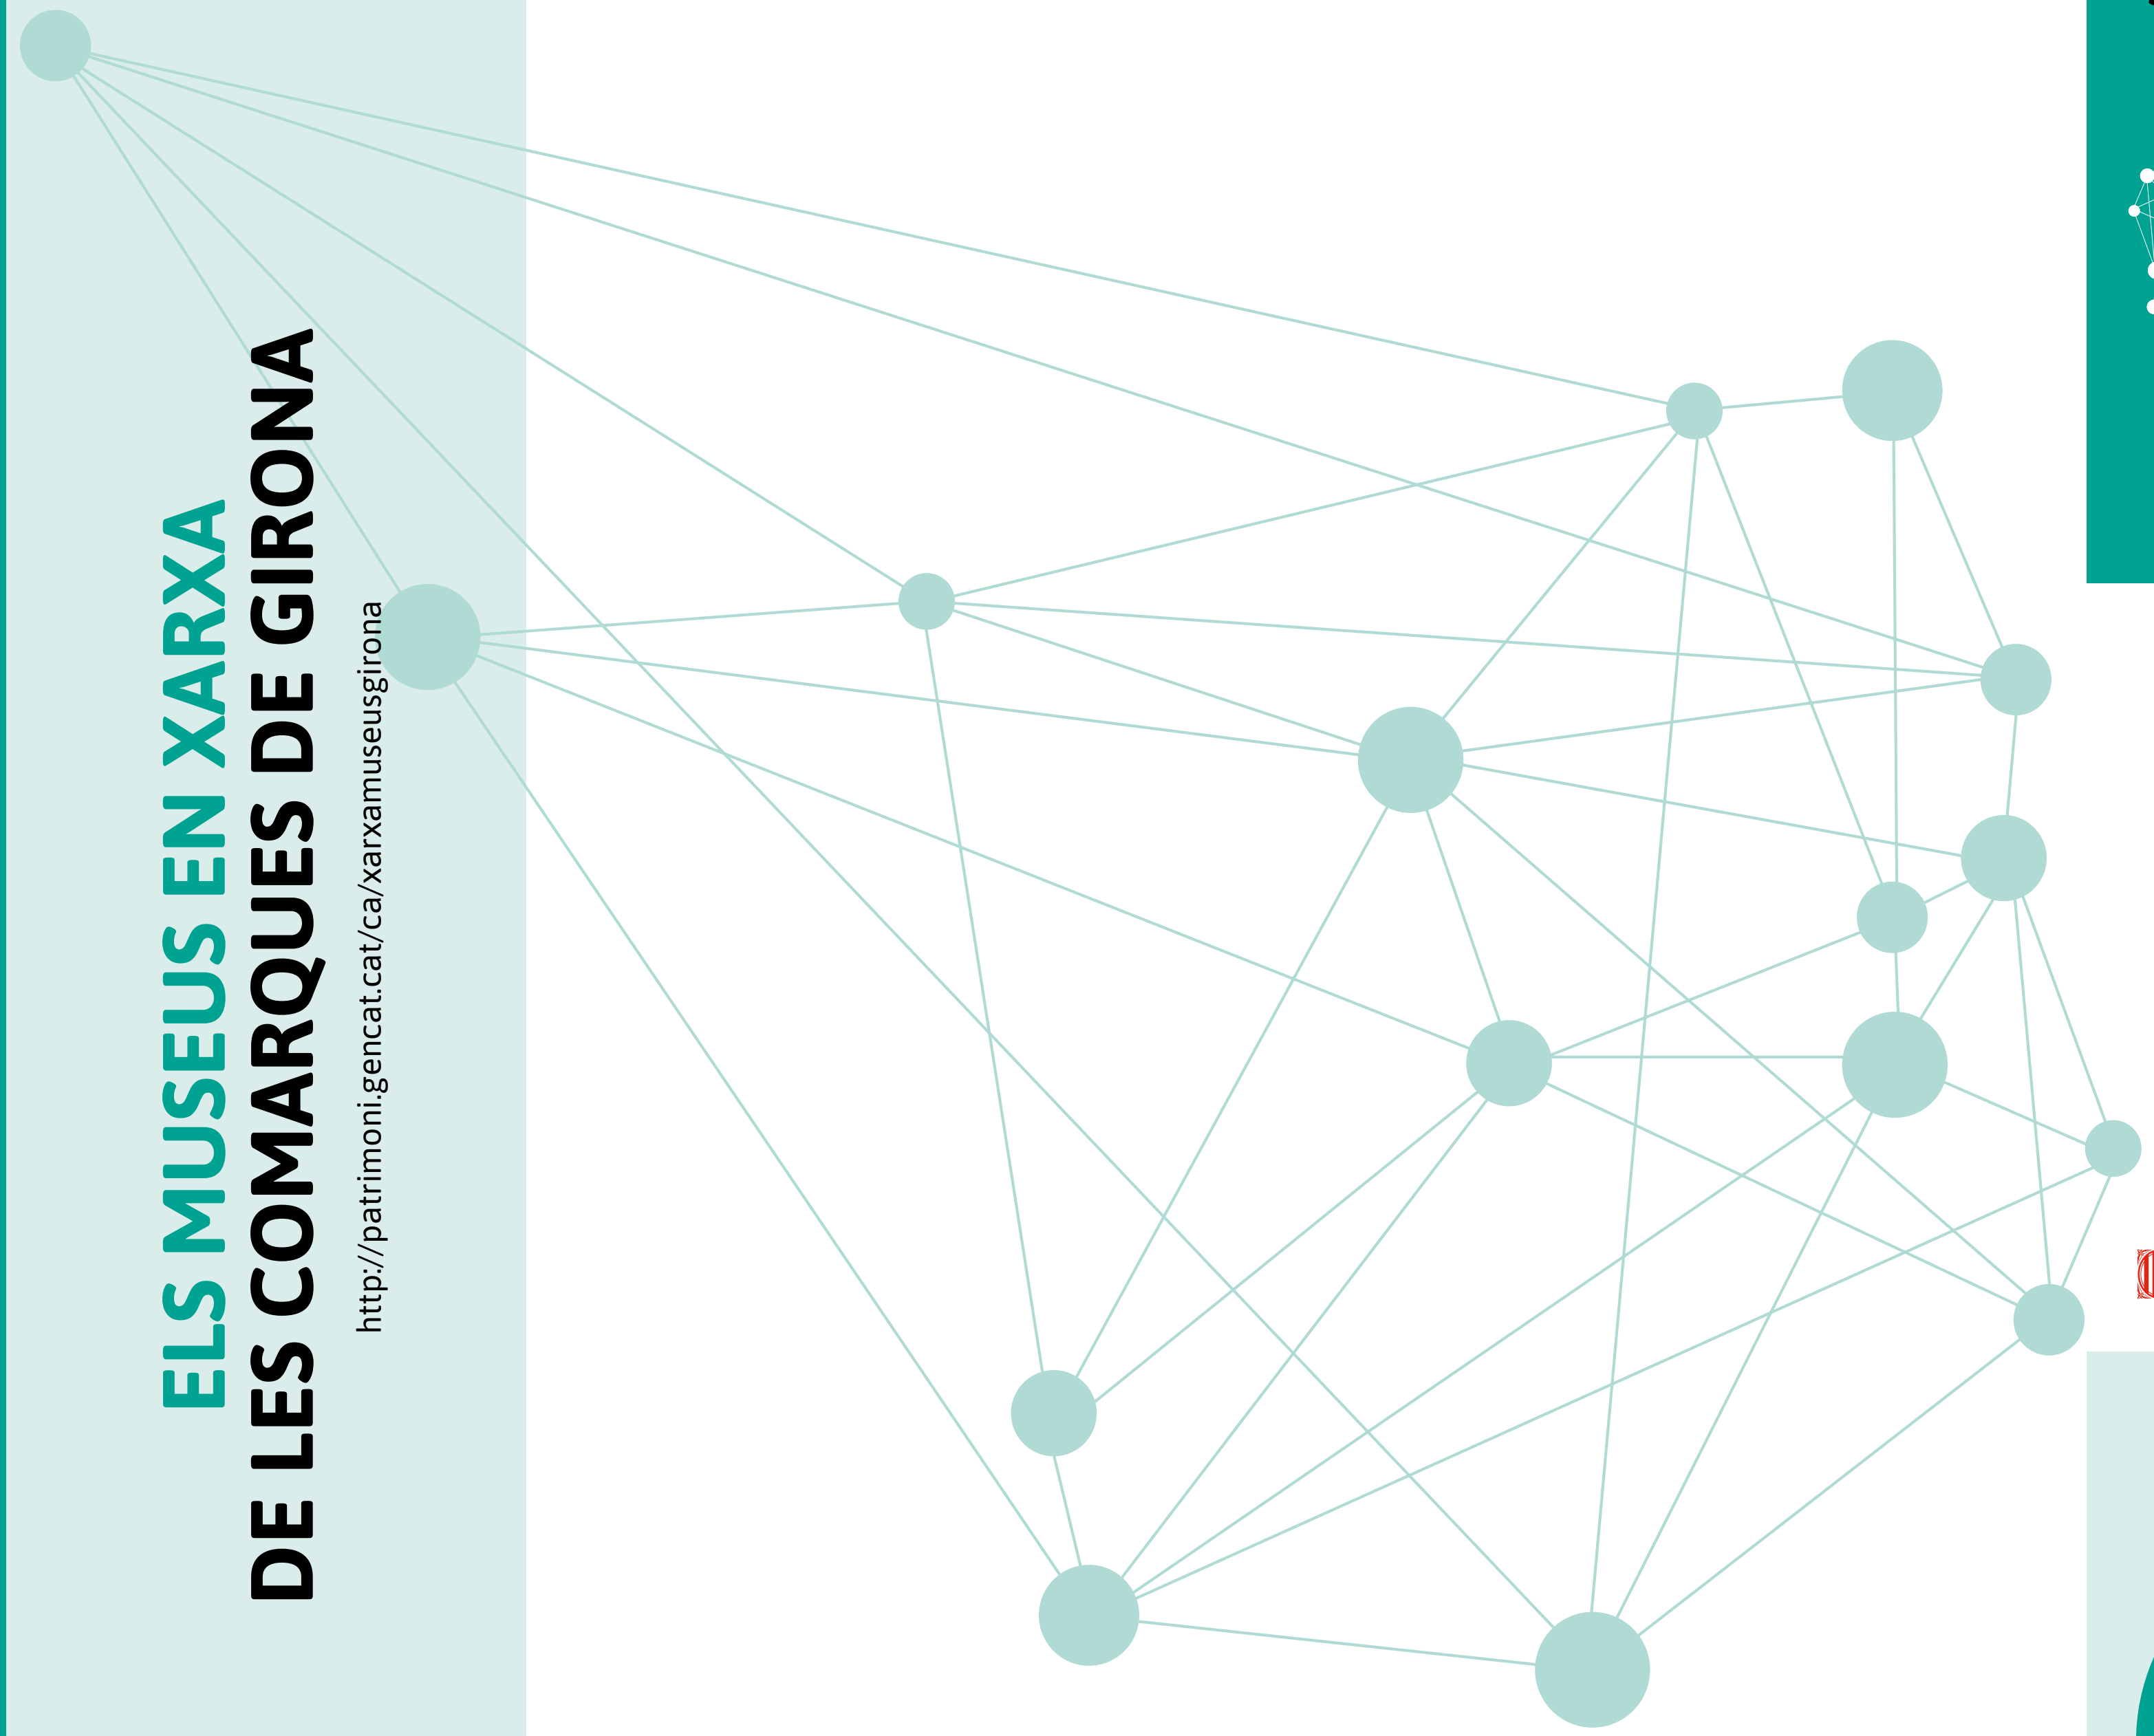 ELS MUSEUS EN XARXA
DE LES COMARQUES DE GIRONA
http://patrimoni.gencat.cat/ca/xarxamuseusgirona